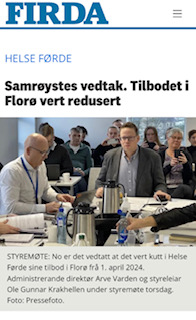 FIRDA
HELSE FØRDE
Samrøystes vedtak. Tilbodet i
Florø vert redusert
STYREMØTE: No er det vedtatt at det vert kutt i Helse
Førde sine tilbod i Florø frå 1. april 2024.
Administrerande direktør Arve Varden og styreleiar
Ole Gunnar Krakhellen under styremøte torsdag.
Foto: Pressefoto.